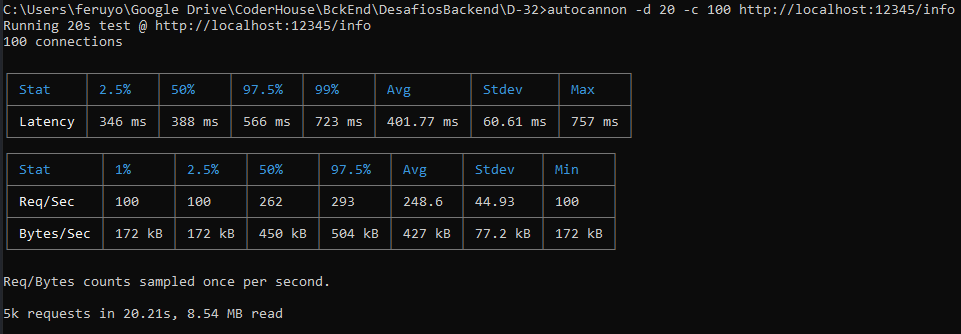 C:\Users\feruyo\Google Drive\CoderHouse\BckEnd\DesafiosBackend\D-32>autocannon -d 20 -c 100 http://localhost:12345/info
Running 20s test @ http://localhost:12345/info
100 connections
Stat 2.5% 50% 97.5% 99% Avg Stdev Max
Latency 346 ms 388 ms 566 ms 723 ms 401.77 ms 60.61 ms 757 ms
Stat 1% 2.5% 50% 97.5% Avg Stdev Min
Req/Sec 100 100 262 293 248.6 44.93 100
Bytes/Sec 172 kB 172 kB 450 kB 504 kB 427 kB 77.2 kB 172 kB
Req/Bytes counts sampled once per second.
5k requests in 20.21s, 8.54 MB read